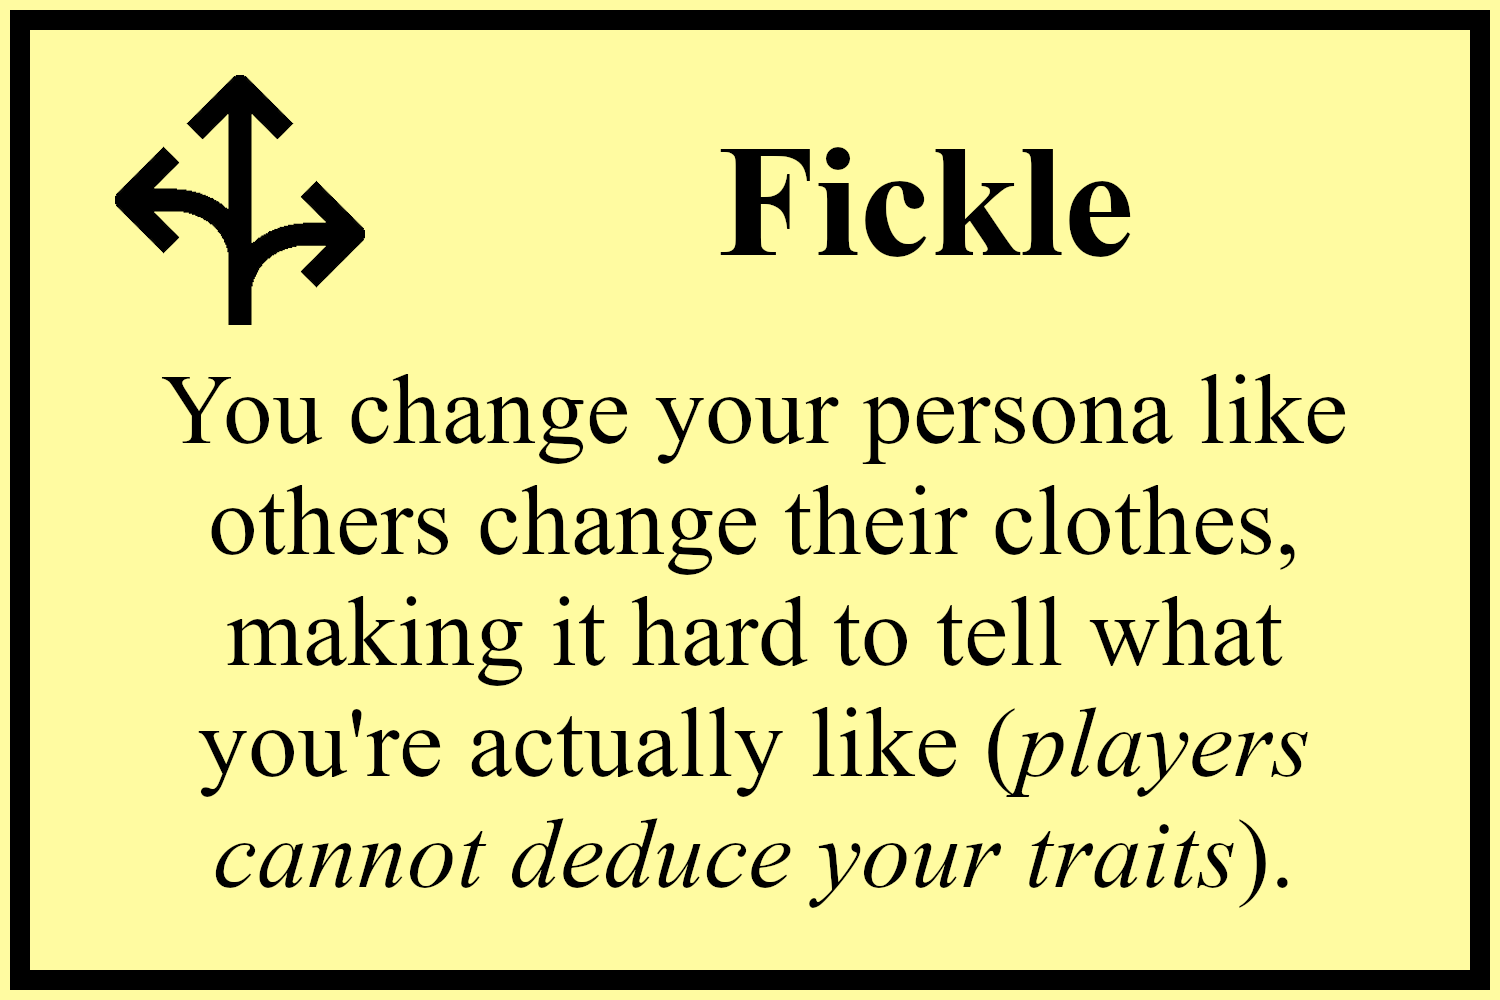 Fickle
You change your persona like
others change their clothes,
making it hard to tell what
you're actually like (players
cannot deduce your traits).